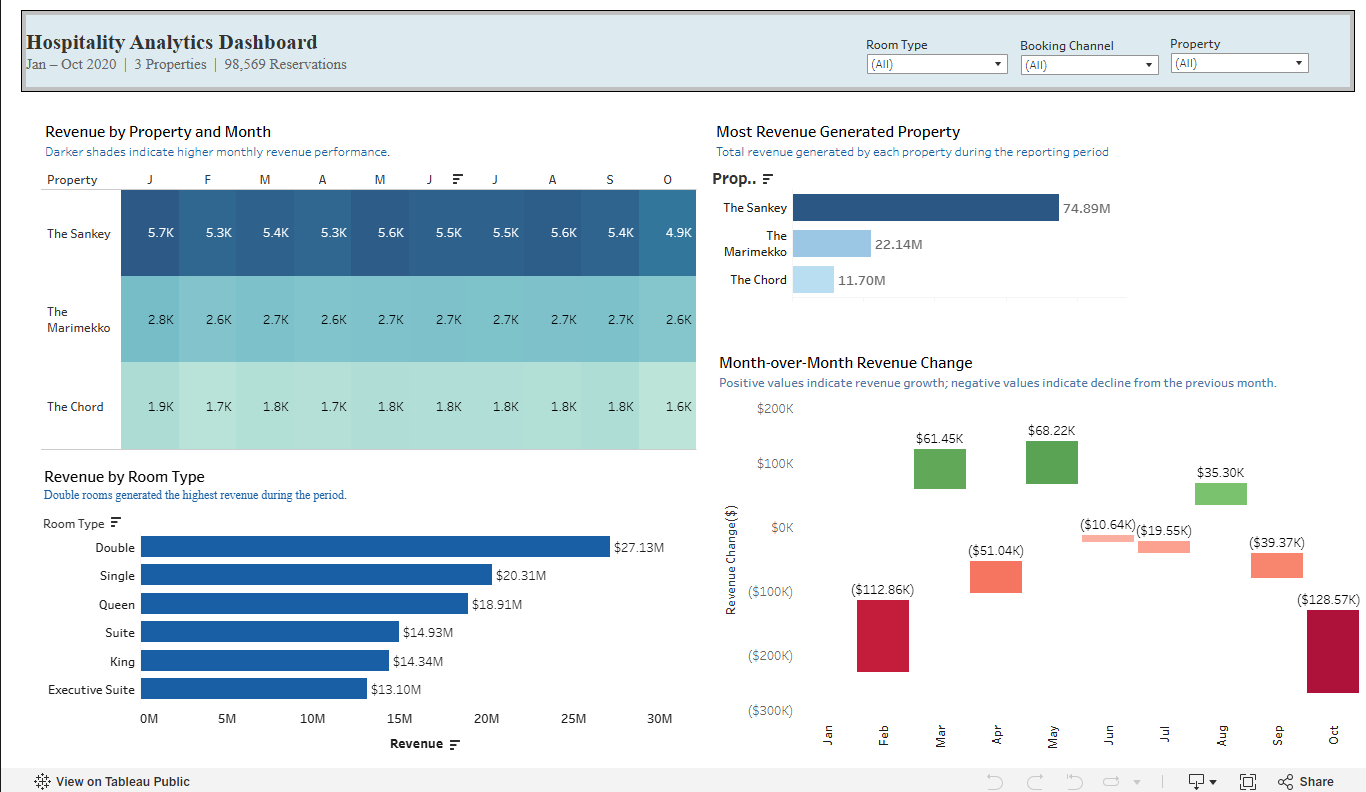 Hospitality Analytics Dashboard
Jan – Oct 2020 | 3 Properties | 98,569 Reservations
Room Type
(All)
Booking Channel
(All)
Property
(All)
Revenue by Property and Month
Darker shades indicate higher monthly revenue performance.
Property J F M A M J J A S O
The Sankey 5.7K 5.3K 5.4K 5.3K 5.6K 5.5K 5.5K 5.6K 5.4K 4.9K
The
Marimekko 2.8K 2.6K 2.7K 2.6K 2.7K 2.7K 2.7K 2.7K 2.7K 2.6K
The Chord 1.9K 1.7K 1.8K 1.7K 1.8K 1.8K 1.8K 1.8K 1.8K 1.6K
Most Revenue Generated Property
Total revenue generated by each property during the reporting period
Prop..
The Sankey 74.89M
The
Marimekko 22.14M
The Chord 11.70M
Revenue by Room Type
Double rooms generated the highest revenue during the period.
Room Type
Double $27.13M
Single $20.31M
Queen $18.91M
Suite $14.93M
King $14.34M
Executive Suite $13.10M
0M 5M 10M 15M 20M 25M 30M
Revenue
Month-over-Month Revenue Change
Positive values indicate revenue growth; negative values indicate decline from the previous month.
Revenue Change($)
$200K
$100K
$0K
($100K)
($200K)
($300K)
($112.86K)
$61.45K
($51.04K)
$68.22K
($10.64K)
($19.55K)
$35.30K
($39.37K)
($128.57K)
Jan Feb Mar Apr May Jun Jul Aug Sep Oct
View on Tableau Public
Share